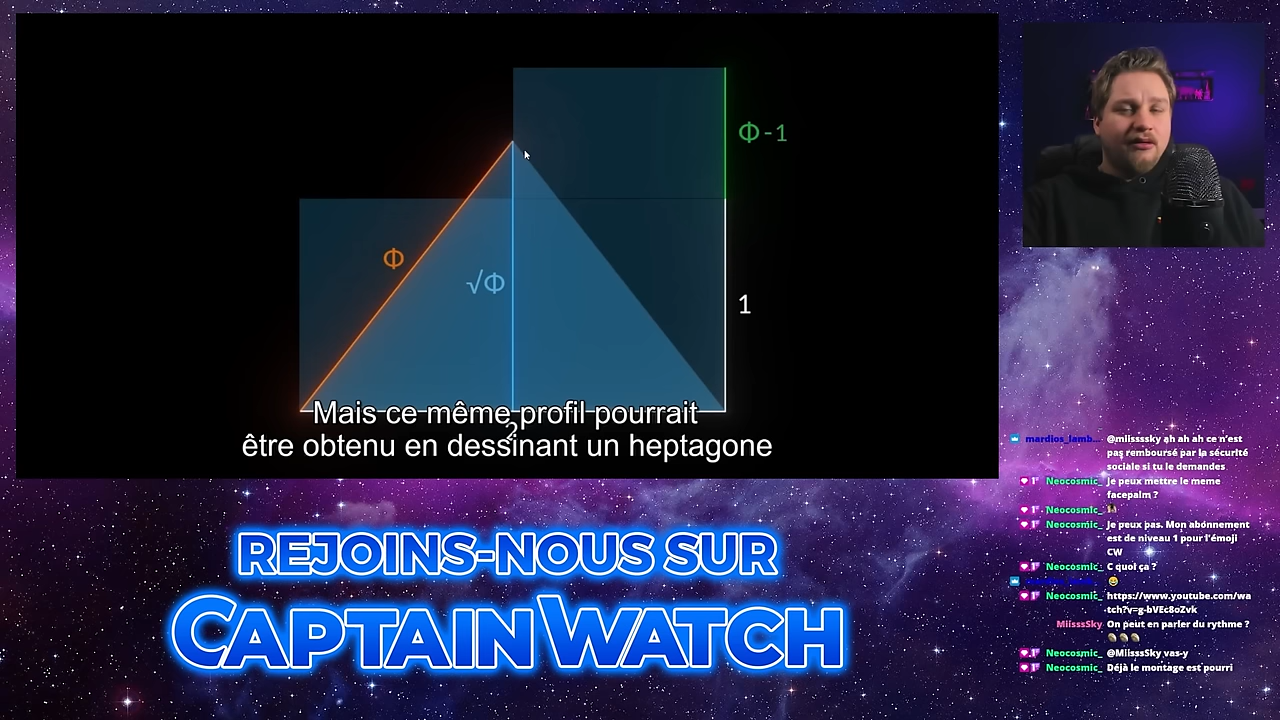 Φ-1
Φ
√Φ
1
2
Mais ce même profil pourrait
être obtenu en dessinant un heptagone
REJOINS-NOUS SUR
CAPTAINWATCH
mardios_lamb... @miissssky ah ah ah ce n'est
pas remboursé par la sécurité
sociale si tu le demandes
Neocosmic_ Je peux mettre le meme
facepalm ?
Neocosmic_
Neocosmic_ Je peux pas. Mon abonnement
est de niveau 1 pour l'émoji
CW
Neocosmic_ C quoi ça ?
Neocosmic_ https://www.youtube.com/wa
tch?v=g-bVEc8oZvk
MiisssSky On peut en parler du rythme ?
Neocosmic_ @MiisssSky vas-y
Neocosmic_ Déjà le montage est pourri